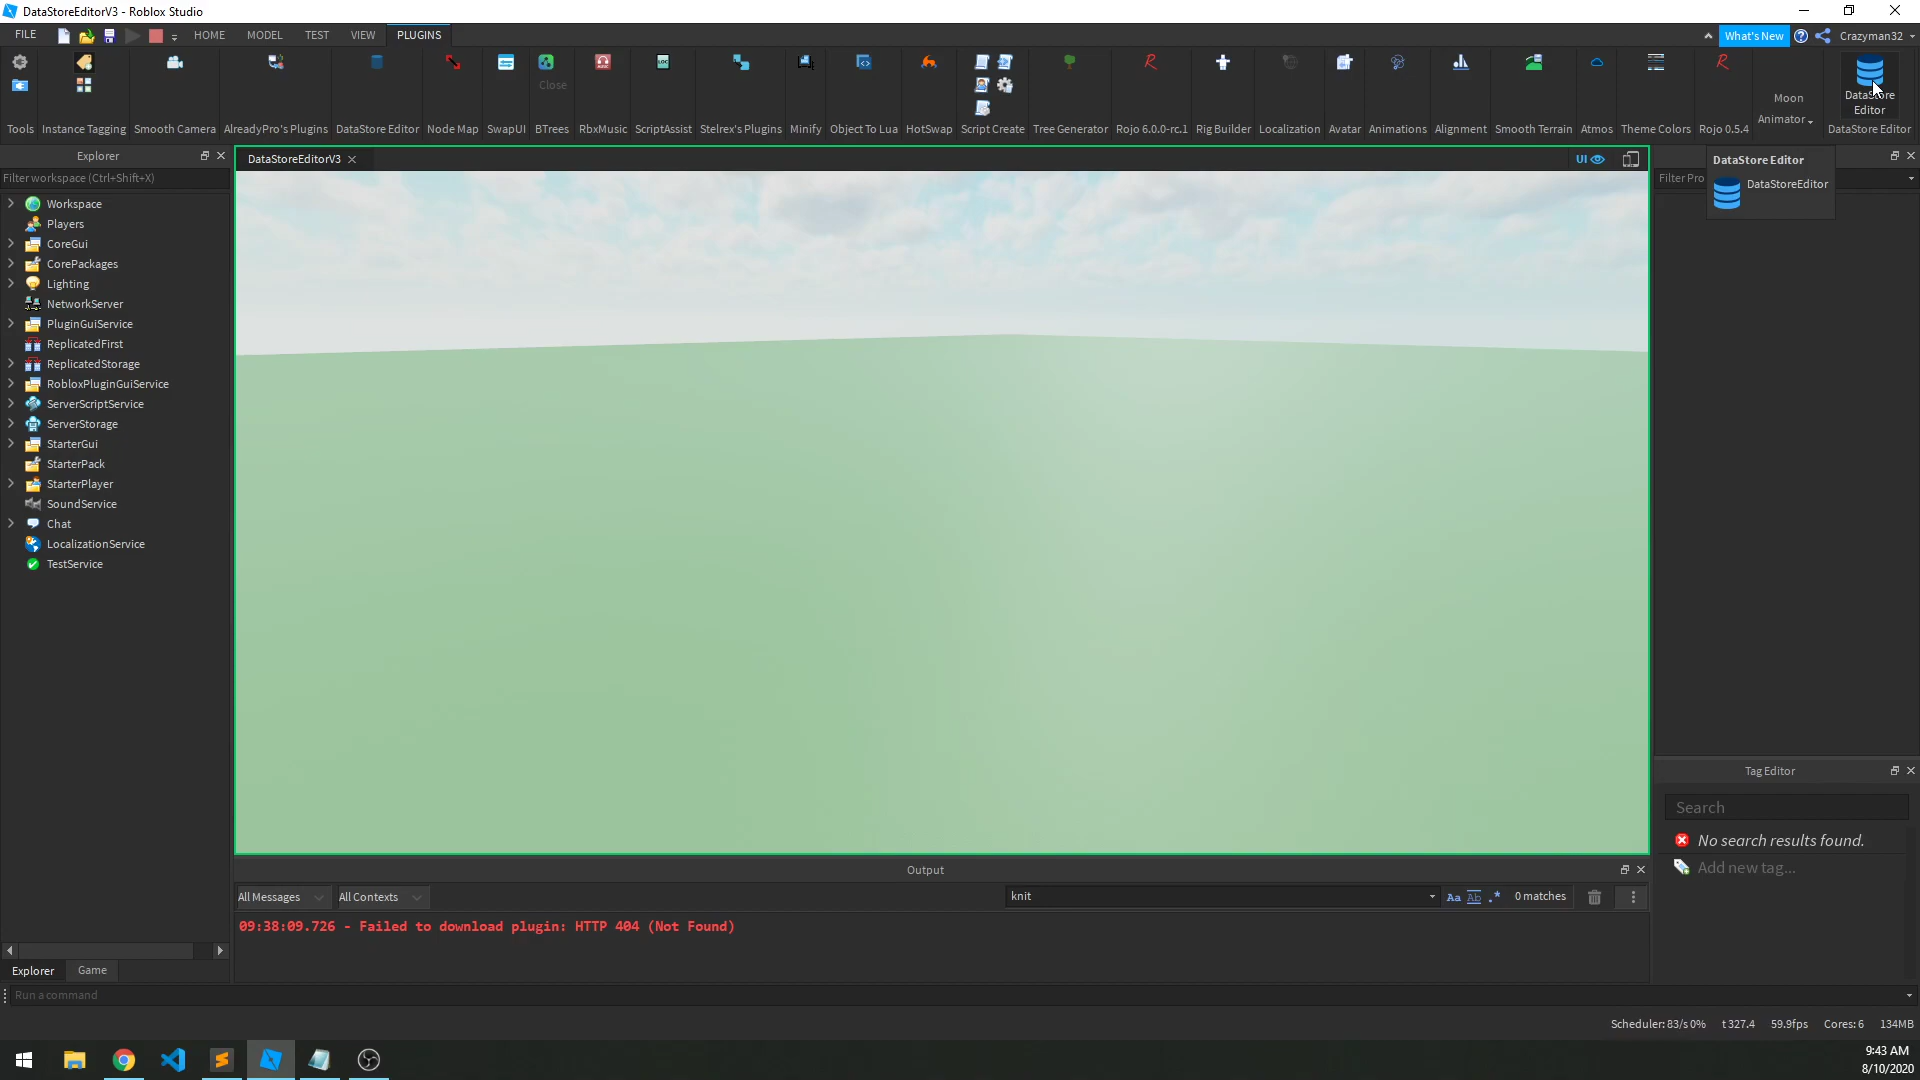 DataStoreEditorV3 - Roblox Studio
FILE HOME MODEL TEST VIEW PLUGINS What's New Crazyman32
Close
Moon Animator
DataStore Editor
Tools Instance Tagging Smooth Camera AlreadyPro's Plugins DataStore Editor Node Map SwapUI BTrees RbxMusic ScriptAssist Stelrex's Plugins Minify Object To Lua HotSwap Script Create Tree Generator Rojo 6.0.0-rc.1 Rig Builder Localization Avatar Animations Alignment Smooth Terrain Atmos Theme Colors Rojo 0.5.4 DataStore Editor
Explorer
Filter workspace (Ctrl+Shift+X)
Workspace
Players
CoreGui
CorePackages
Lighting
NetworkServer
PluginGuiService
ReplicatedFirst
ReplicatedStorage
RobloxPluginGuiService
ServerScriptService
ServerStorage
StarterGui
StarterPack
StarterPlayer
SoundService
Chat
LocalizationService
TestService
Explorer Game
DataStoreEditorV3 UI
Filter Pro
DataStore Editor
DataStoreEditor
Tag Editor
Search
No search results found.
Add new tag...
Output
All Messages All Contexts knit Aa Ab .* 0 matches
09:38:09.726 - Failed to download plugin: HTTP 404 (Not Found)
Run a command
Scheduler: 83/s 0% t 327.4 59.9fps Cores: 6 134MB
9:43 AM
8/10/2020